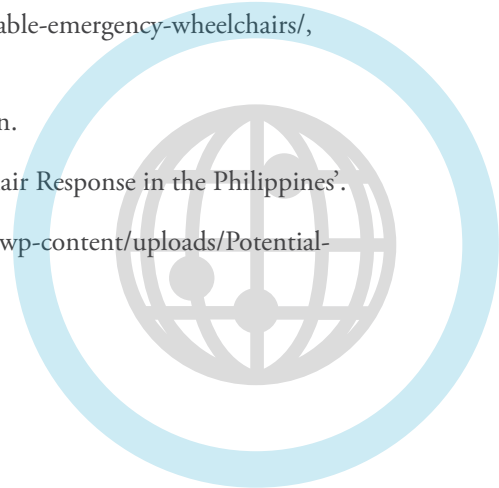 able-emergency-wheelchairs/,
n.
air Response in the Philippines’.
wp-content/uploads/Potential-